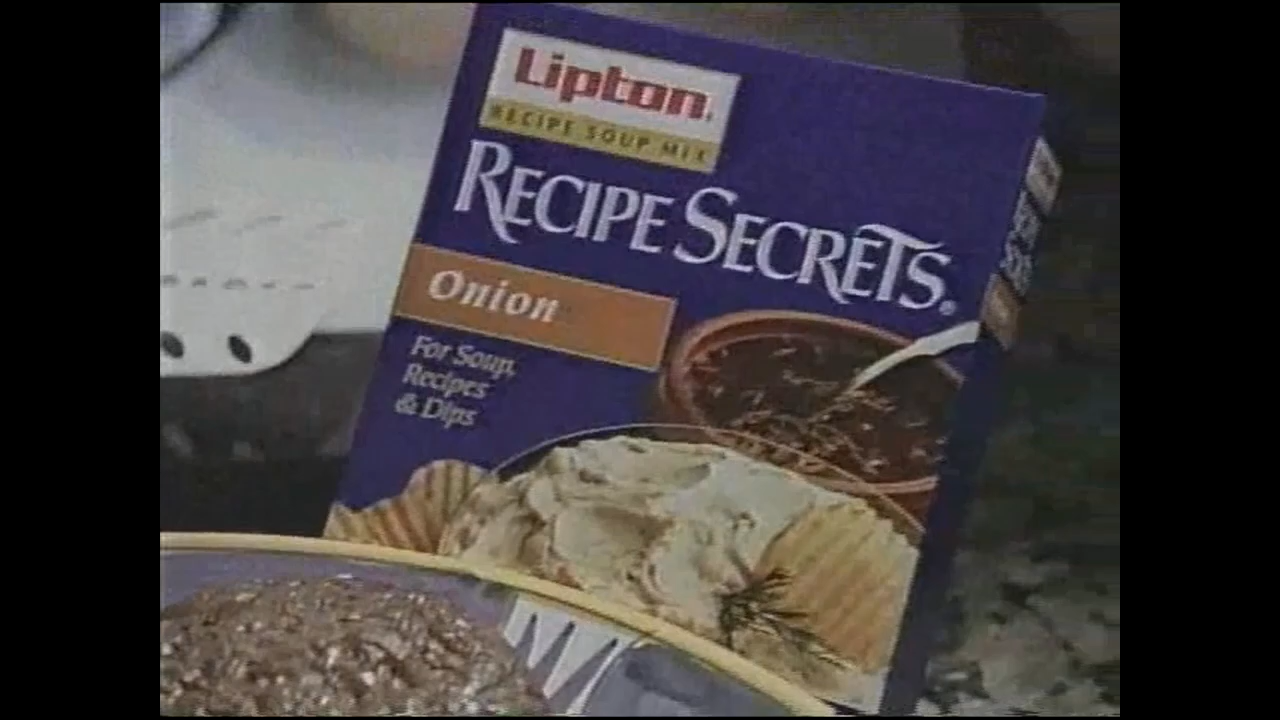 Lipton®
RECIPE SOUP MIX
RECIPE SECRETS®
Onion
For Soup,
Recipes
& Dips